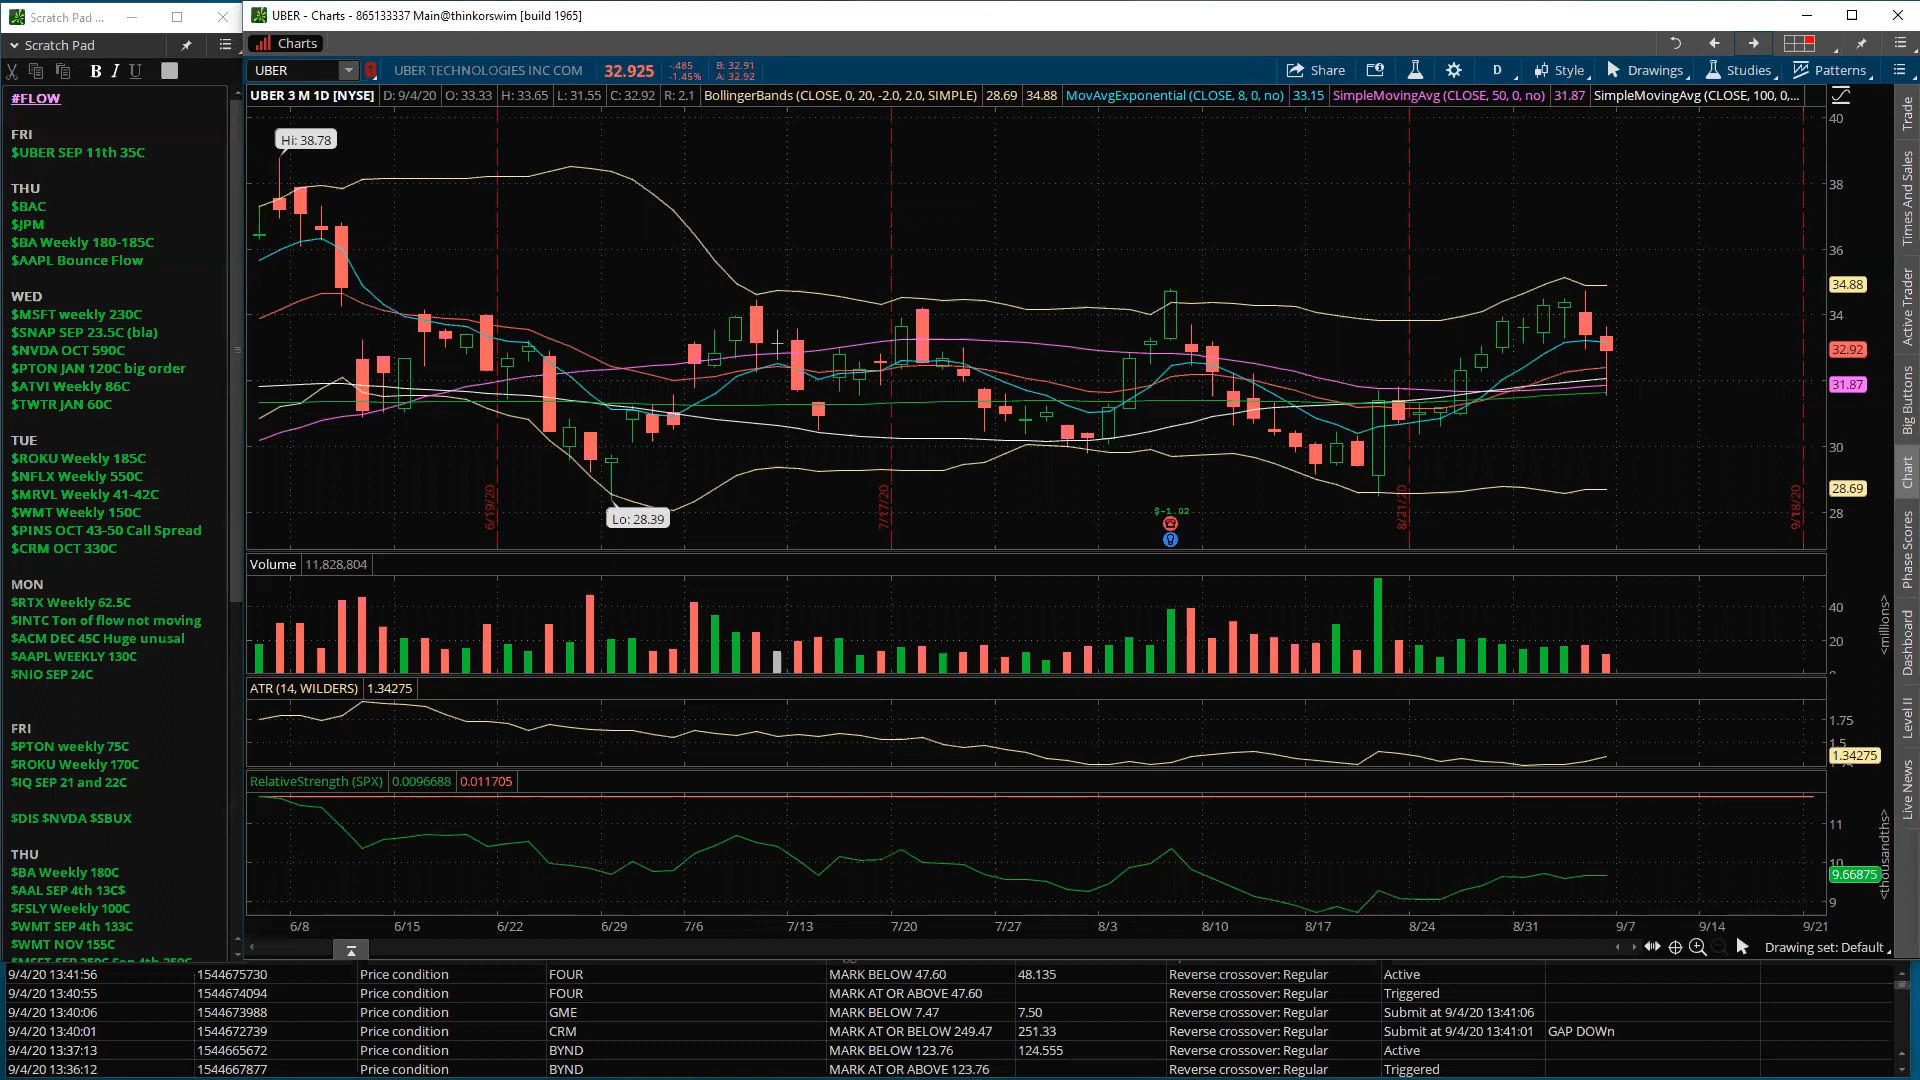 Scratch Pad ...
UBER - Charts - 865133337 Main@thinkorswim [build 1965]
Scratch Pad
Charts
B I U
#FLOW
FRI
$UBER SEP 11th 35C
THU
$BAC
$JPM
$BA Weekly 180-185C
$AAPL Bounce Flow
WED
$MSFT weekly 230C
$SNAP SEP 23.5C (bla)
$NVDA OCT 590C
$PTON JAN 120C big order
$ATVI Weekly 86C
$TWTR JAN 60C
TUE
$ROKU Weekly 185C
$NFLX Weekly 550C
$MRVL Weekly 41-42C
$WMT Weekly 150C
$PINS OCT 43-50 Call Spread
$CRM OCT 330C
MON
$RTX Weekly 62.5C
$INTC Ton of flow not moving
$ACM DEC 45C Huge unusal
$AAPL WEEKLY 130C
$NIO SEP 24C
FRI
$PTON weekly 75C
$ROKU Weekly 170C
$IQ SEP 21 and 22C
$DIS $NVDA $SBUX
THU
$BA Weekly 180C
$AAL SEP 4th 13C$
$FSLY Weekly 100C
$WMT SEP 4th 133C
$WMT NOV 155C
UBER
UBER TECHNOLOGIES INC COM
32.925
-.485
-1.45%
B: 32.91
A: 32.92
Share
D
Style
Drawings
Studies
Patterns
UBER 3 M 1D [NYSE] D: 9/4/20 O: 33.33 H: 33.65 L: 31.55 C: 32.92 R: 2.1 BollingerBands (CLOSE, 0, 20, -2.0, 2.0, SIMPLE) 28.69 34.88 MovAvgExponential (CLOSE, 8, 0, no) 33.15 SimpleMovingAvg (CLOSE, 50, 0, no) 31.87 SimpleMovingAvg (CLOSE, 100, 0,...
Hi: 38.78
Lo: 28.39
40
38
36
34.88
34
32.92
31.87
30
28.69
28
6/19/20
7/17/20
8/21/20
9/18/20
$-1.02
Volume 11,828,804
40
20
0
<millions>
ATR (14, WILDERS) 1.34275
1.75
1.5
1.34275
RelativeStrength (SPX) 0.0096688 0.011705
11
10
9.66875
9
<thousandths>
6/8 6/15 6/22 6/29 7/6 7/13 7/20 7/27 8/3 8/10 8/17 8/24 8/31 9/7 9/14 9/21
Drawing set: Default
Trade
Times And Sales
Active Trader
Big Buttons
Chart
Phase Scores
Dashboard
Level II
Live News
9/4/20 13:41:56 1544675730 Price condition FOUR MARK BELOW 47.60 48.135 Reverse crossover: Regular Active
9/4/20 13:40:55 1544674094 Price condition FOUR MARK AT OR ABOVE 47.60 Reverse crossover: Regular Triggered
9/4/20 13:40:06 1544673988 Price condition GME MARK BELOW 7.47 7.50 Reverse crossover: Regular Submit at 9/4/20 13:41:06
9/4/20 13:40:01 1544672739 Price condition CRM MARK AT OR BELOW 249.47 251.33 Reverse crossover: Regular Submit at 9/4/20 13:41:01 GAP DOWn
9/4/20 13:37:13 1544665672 Price condition BYND MARK BELOW 123.76 124.555 Reverse crossover: Regular Active
9/4/20 13:36:12 1544667877 Price condition BYND MARK AT OR ABOVE 123.76 Reverse crossover: Regular Triggered